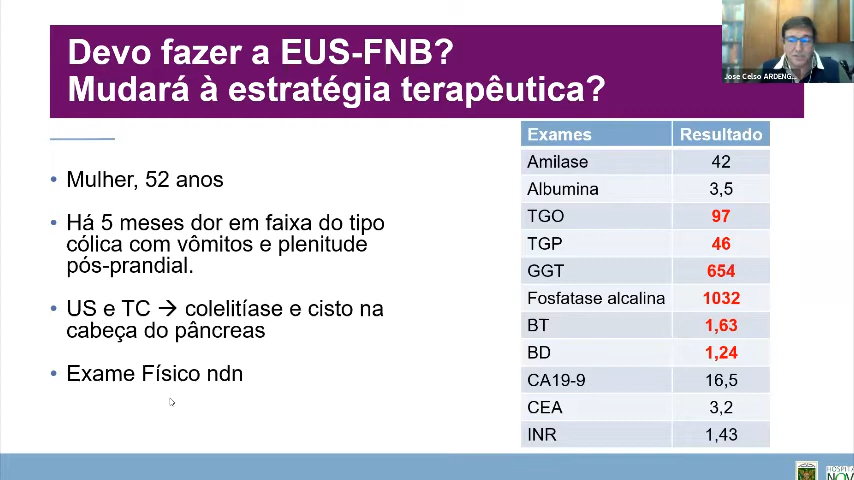 Devo fazer a EUS-FNB?
Mudará à estratégia terapêutica?
Jose Celso ARDENG...
• Mulher, 52 anos
• Há 5 meses dor em faixa do tipo
cólica com vômitos e plenitude
pós-prandial.
• US e TC → colelitíase e cisto na
cabeça do pâncreas
• Exame Físico ndn
Exames Resultado
Amilase 42
Albumina 3,5
TGO 97
TGP 46
GGT 654
Fosfatase alcalina 1032
BT 1,63
BD 1,24
CA19-9 16,5
CEA 3,2
INR 1,43
HOSPITA
NOV